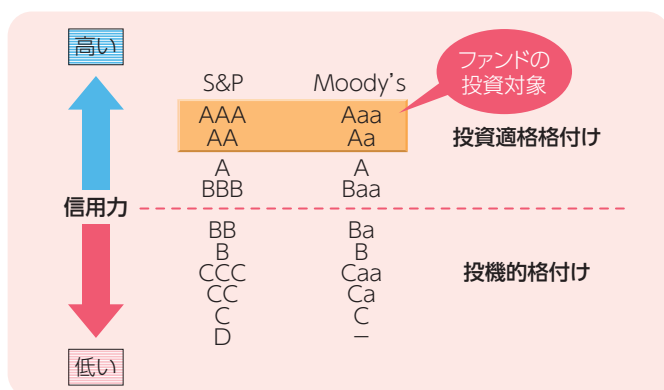 高い
ファンドの
投資対象
S&P Moody's
AAA Aaa
AA Aa
投資適格格付け
A A
BBB Baa
信用力
BB Ba
B B
CCC Caa
投機的格付け
CC Ca
C C
D –
低い